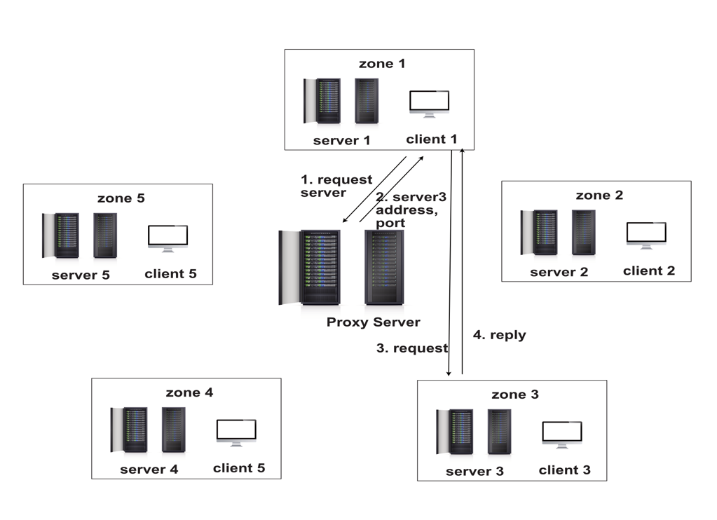 zone 1
server 1
client 1
1. request
server
2. server3
address,
port
zone 5
server 5
client 5
zone 2
server 2
client 2
Proxy Server
3. request
4. reply
zone 4
server 4
client 5
zone 3
server 3
client 3